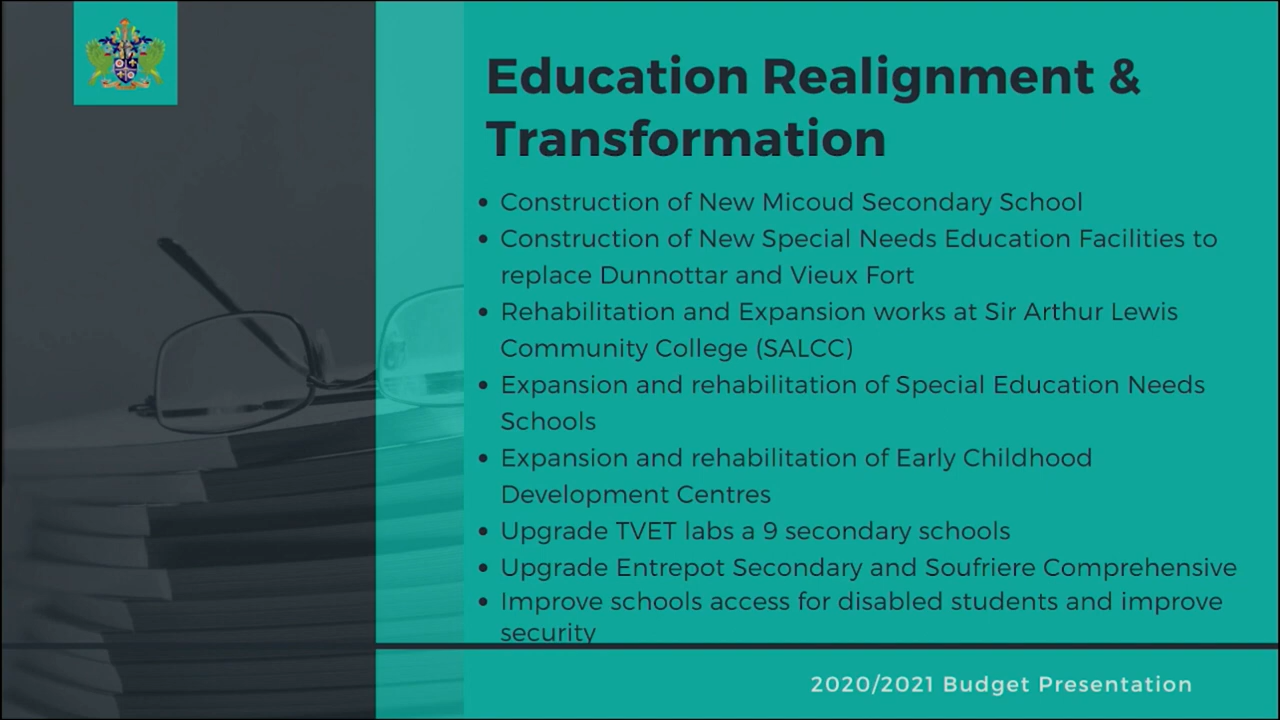 Education Realignment &
Transformation
• Construction of New Micoud Secondary School
• Construction of New Special Needs Education Facilities to
replace Dunnottar and Vieux Fort
• Rehabilitation and Expansion works at Sir Arthur Lewis
Community College (SALCC)
• Expansion and rehabilitation of Special Education Needs
Schools
• Expansion and rehabilitation of Early Childhood
Development Centres
• Upgrade TVET labs a 9 secondary schools
• Upgrade Entrepot Secondary and Soufriere Comprehensive
• Improve schools access for disabled students and improve
security
2020/2021 Budget Presentation